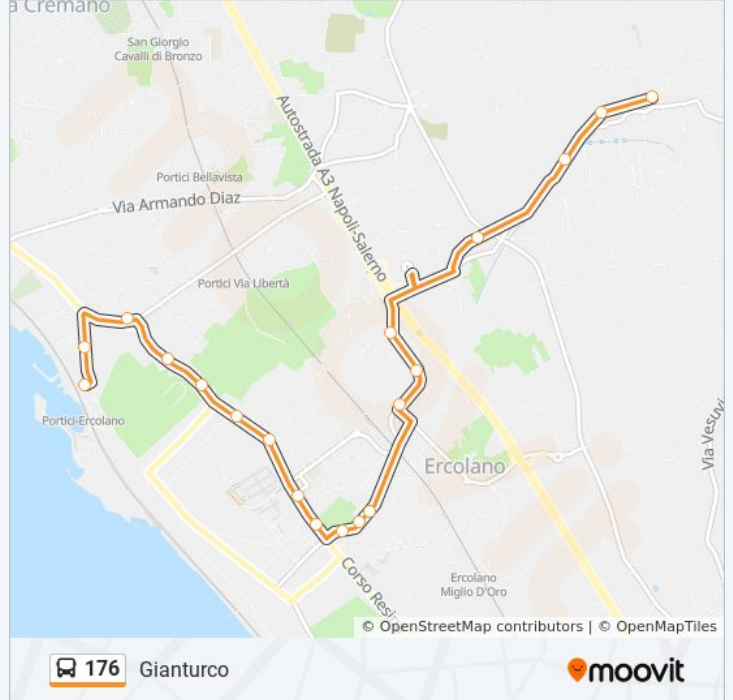 a Cremano
San Giorgio
Cavalli di Bronzo
Autostrada A3 Napoli-Salerno
Portici Bellavista
Via Armando Diaz
Portici Via Libertà
Portici-Ercolano
Ercolano
Via Vesuvi
Ercolano
Miglio D'Oro
Corso Resi
© OpenStreetMap contributors | © OpenMapTiles
176 Gianturco
moovit